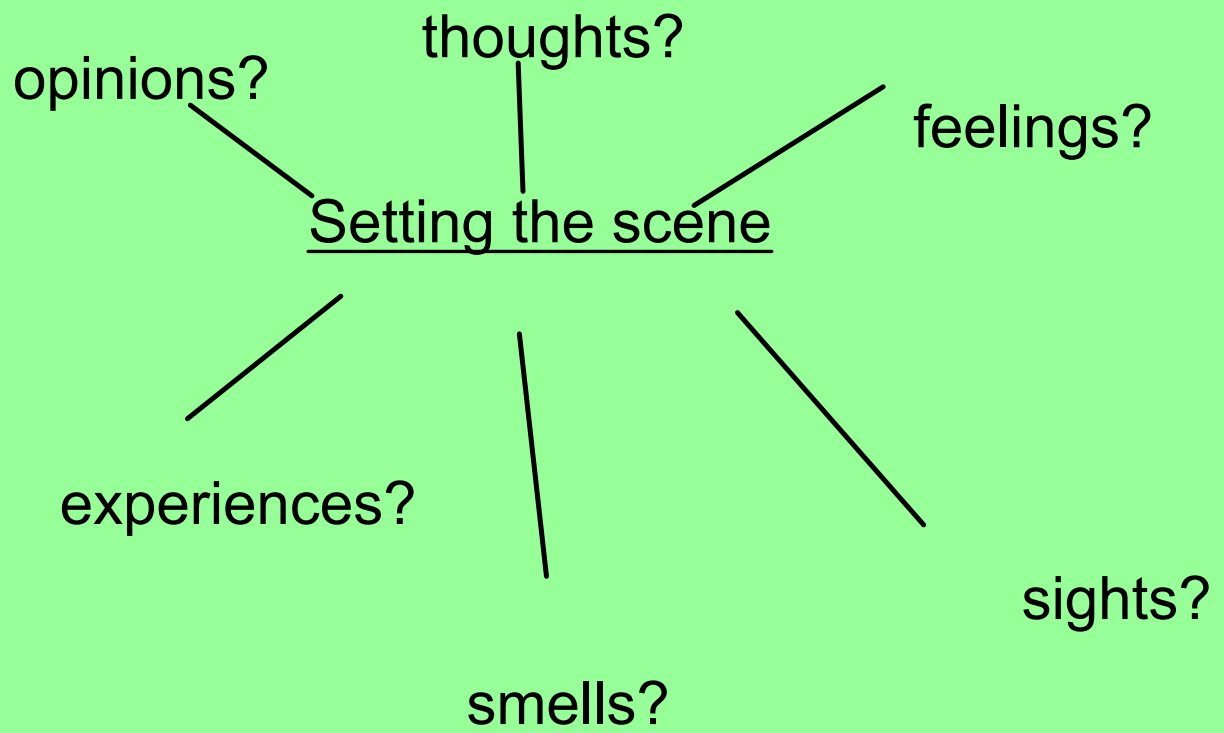 thoughts?
opinions?
feelings?
Setting the scene
experiences?
sights?
smells?